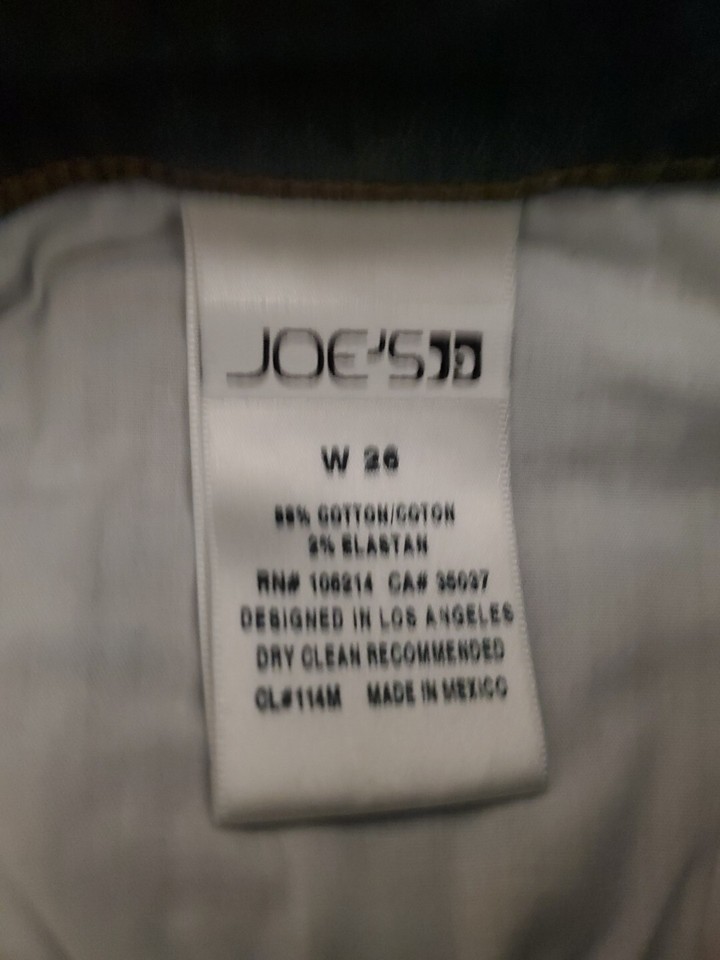 JOE'S
W 26
98% COTTON/COTON
2% ELASTAN
RN# 106214 CA# 35037
DESIGNED IN LOS ANGELES
DRY CLEAN RECOMMENDED
CL#114M MADE IN MEXICO